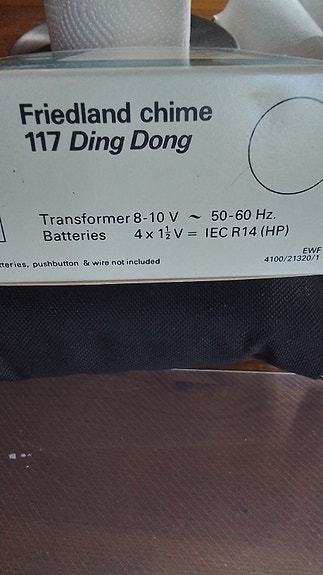 Friedland chime
117 Ding Dong
Transformer 8-10 V ~ 50-60 Hz.
Batteries 4 x 1½ V = IEC R14 (HP)
EWF
4100/21320/1
tteries, pushbutton & wire not included